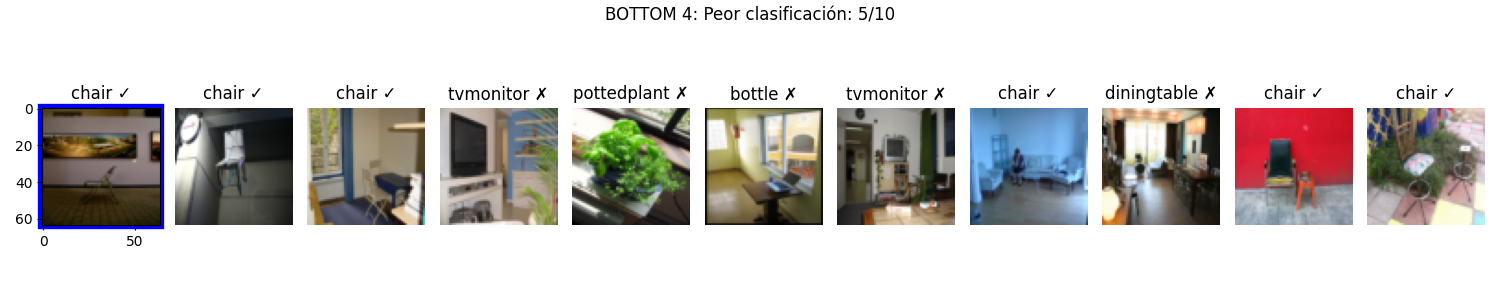 BOTTOM 4: Peor clasificación: 5/10
chair ✓ chair ✓ chair ✓ tvmonitor ✗ pottedplant ✗ bottle ✗ tvmonitor ✗ chair ✓ diningtable ✗ chair ✓ chair ✓
0
20
40
60
0 50